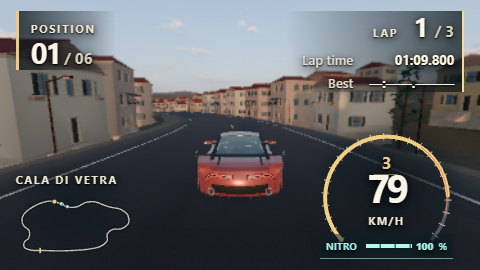 POSITION
01 / 06
LAP 1 / 3
Lap time 01:09.800
Best --:--.---
CALA DI VETRA
3
79
KM/H
NITRO 100 %